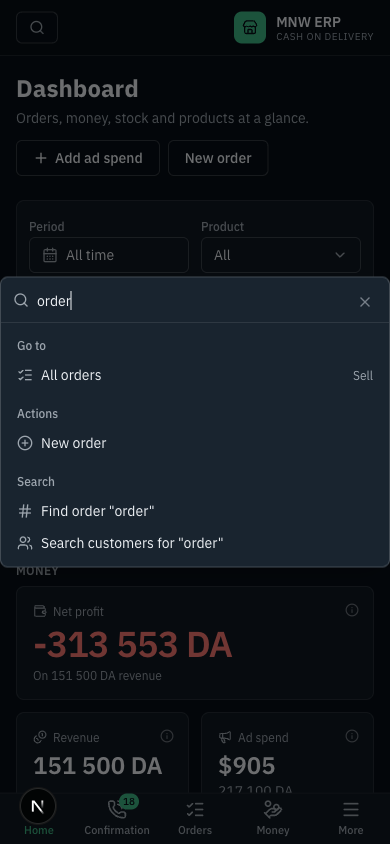 MNW ERP
CASH ON DELIVERY
Dashboard
Orders, money, stock and products at a glance.
Add ad spend
New order
Period
Product
All time
All
order
Go to
All orders
Sell
Actions
New order
Search
Find order "order"
Search customers for "order"
MONEY
Net profit
-313 553 DA
On 151 500 DA revenue
Revenue
Ad spend
151 500 DA
$905
217 100 DA
N
18
Home
Confirmation
Orders
Money
More